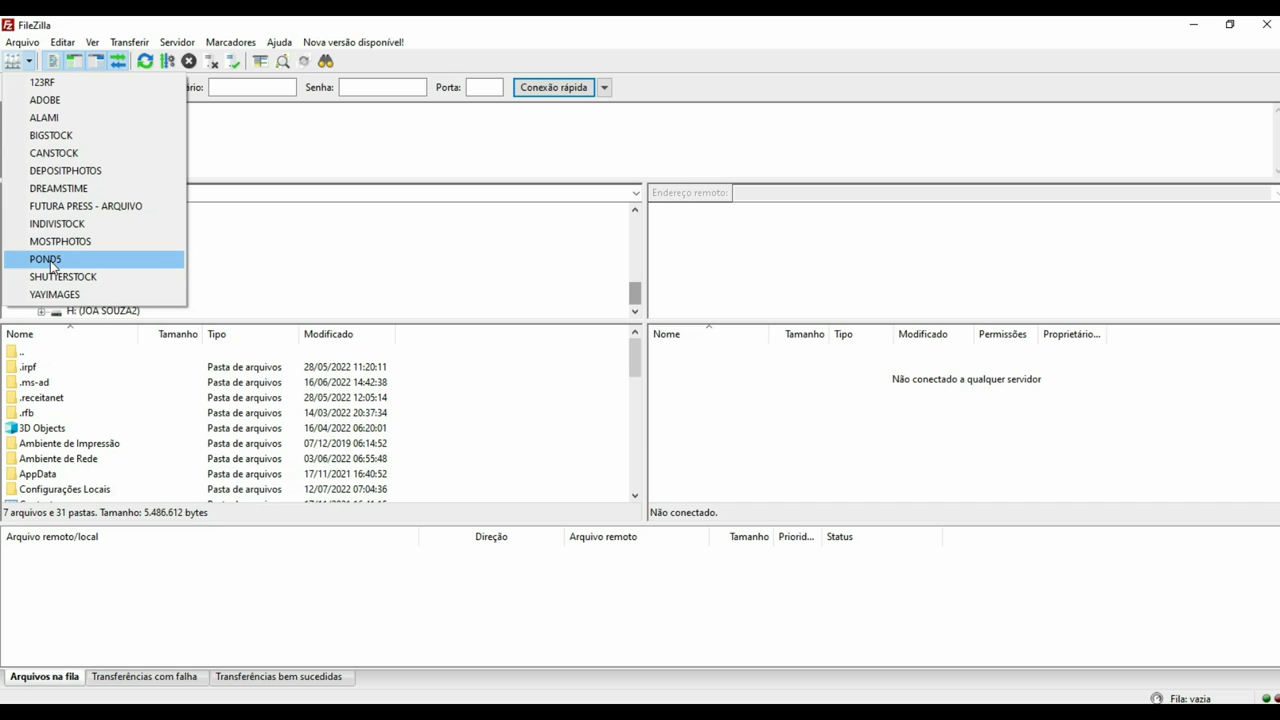 FileZilla
Arquivo Editar Ver Transferir Servidor Marcadores Ajuda Nova versão disponível!
ário: Senha: Porta: Conexão rápida
123RF
ADOBE
ALAMI
BIGSTOCK
CANSTOCK
DEPOSITPHOTOS
DREAMSTIME
FUTURA PRESS - ARQUIVO
INDIVISTOCK
MOSTPHOTOS
POND5
SHUTTERSTOCK
YAYIMAGES
H: (JOA SOUZA2)
Endereço remoto:
Nome Tamanho Tipo Modificado
..
.irpf Pasta de arquivos 28/05/2022 11:20:11
.ms-ad Pasta de arquivos 16/06/2022 14:42:38
.receitanet Pasta de arquivos 28/05/2022 12:05:14
.rfb Pasta de arquivos 14/03/2022 20:37:34
3D Objects Pasta de arquivos 16/04/2022 06:20:01
Ambiente de Impressão Pasta de arquivos 07/12/2019 06:14:52
Ambiente de Rede Pasta de arquivos 03/06/2022 06:55:48
AppData Pasta de arquivos 17/11/2021 16:40:52
Configurações Locais Pasta de arquivos 12/07/2022 07:04:36
7 arquivos e 31 pastas. Tamanho: 5.486.612 bytes
Nome Tamanho Tipo Modificado Permissões Proprietário...
Não conectado a qualquer servidor
Não conectado.
Arquivo remoto/local Direção Arquivo remoto Tamanho Priorid... Status
Arquivos na fila Transferências com falha Transferências bem sucedidas
Fila: vazia